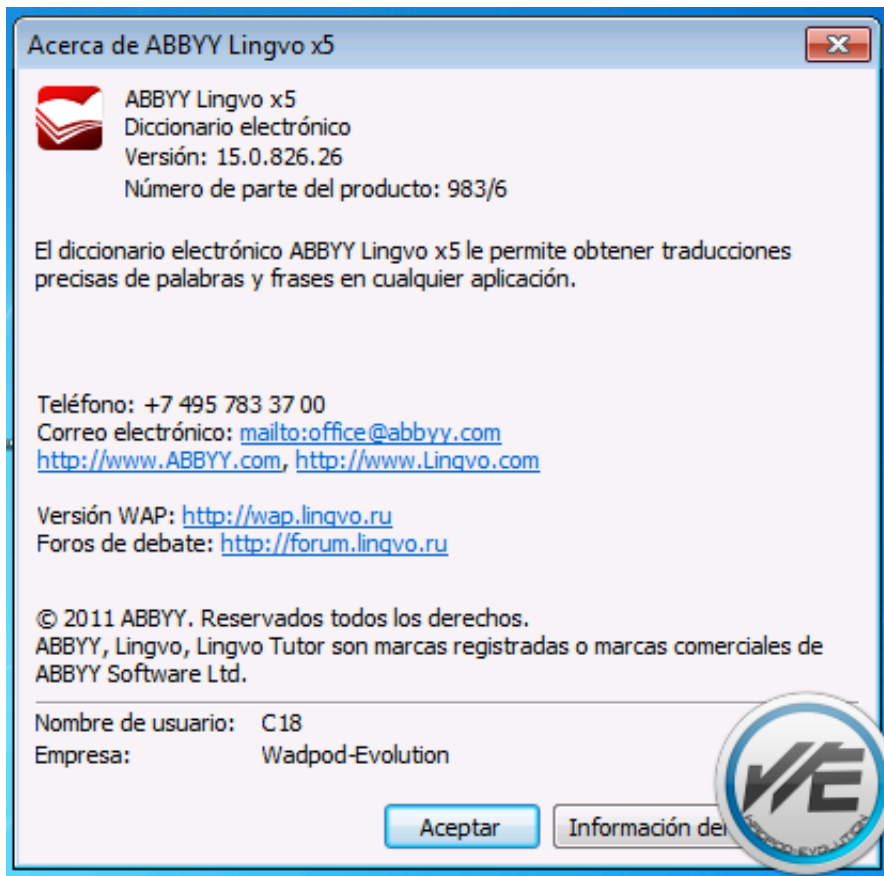 Acerca de ABBYY Lingvo x5
ABBYY Lingvo x5
Diccionario electrónico
Versión: 15.0.826.26
Número de parte del producto: 983/6
El diccionario electrónico ABBYY Lingvo x5 le permite obtener traducciones
precisas de palabras y frases en cualquier aplicación.
Teléfono: +7 495 783 37 00
Correo electrónico: mailto:office@abbyy.com
http://www.ABBYY.com, http://www.Lingvo.com
Versión WAP: http://wap.lingvo.ru
Foros de debate: http://forum.lingvo.ru
© 2011 ABBYY. Reservados todos los derechos.
ABBYY, Lingvo, Lingvo Tutor son marcas registradas o marcas comerciales de
ABBYY Software Ltd.
Nombre de usuario: C18
Empresa: Wadpod-Evolution
Aceptar
Información de
WADPOD-EVOLUTION